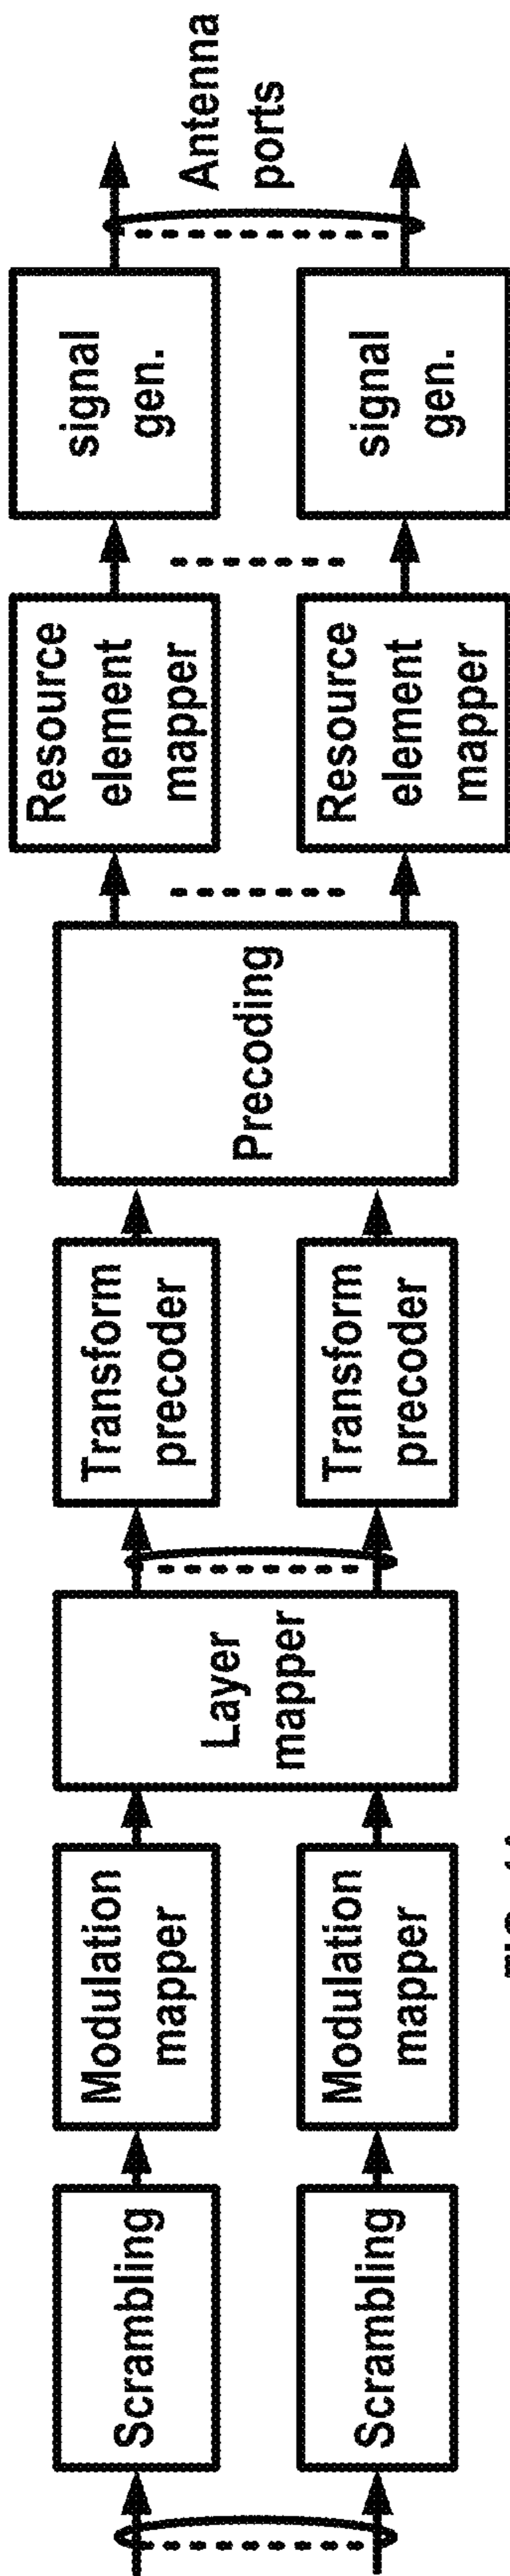 Scrambling
Scrambling
Modulation
mapper
Modulation
mapper
Layer
mapper
Transform
precoder
Transform
precoder
Precoding
Resource
element
mapper
Resource
element
mapper
signal
gen.
signal
gen.
Antenna
ports